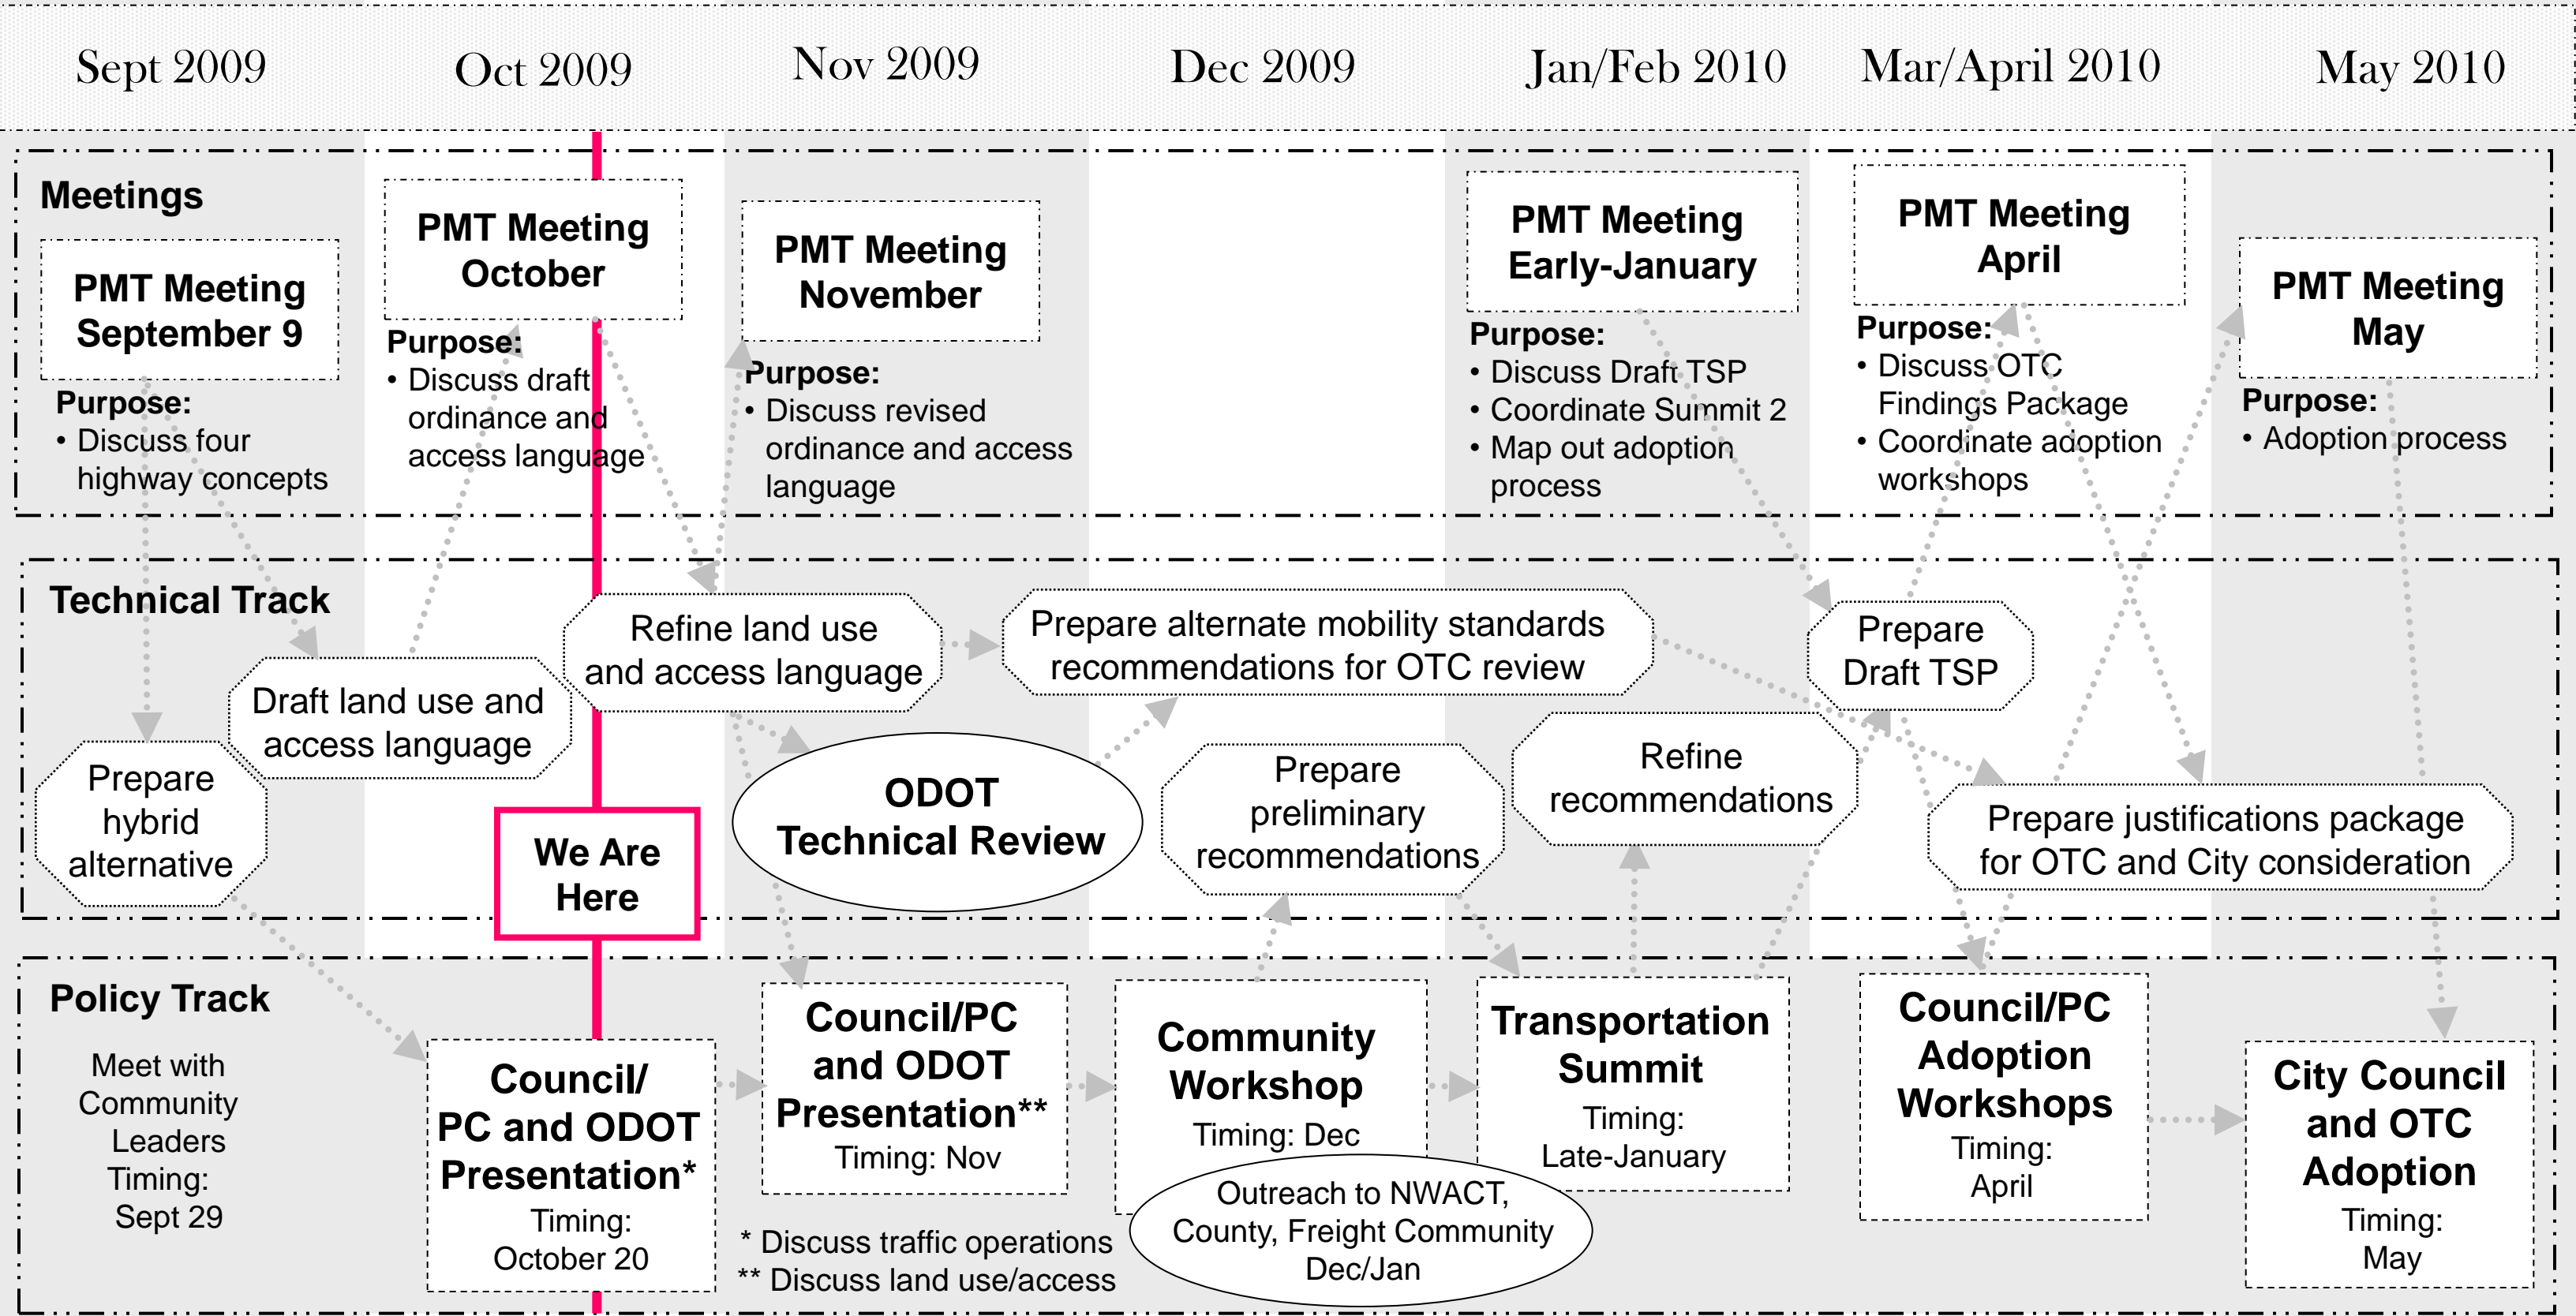 Sept 2009
Oct 2009
Nov 2009
Dec 2009
Jan/Feb 2010
Mar/April 2010
May 2010
Meetings
PMT Meeting
September 9
Purpose:
• Discuss four
highway concepts
PMT Meeting
October
Purpose:
• Discuss draft
ordinance and
access language
PMT Meeting
November
Purpose:
• Discuss revised
ordinance and access
language
PMT Meeting
Early-January
Purpose:
• Discuss Draft TSP
• Coordinate Summit 2
• Map out adoption
process
PMT Meeting
April
Purpose:
• Discuss OTC
Findings Package
• Coordinate adoption
workshops
PMT Meeting
May
Purpose:
• Adoption process
Technical Track
Prepare
hybrid
alternative
Draft land use and
access language
Refine land use
and access language
We Are
Here
ODOT
Technical Review
Prepare alternate mobility standards
recommendations for OTC review
Prepare
preliminary
recommendations
Refine
recommendations
Prepare
Draft TSP
Prepare justifications package
for OTC and City consideration
Policy Track
Meet with
Community
Leaders
Timing:
Sept 29
Council/
PC and ODOT
Presentation*
Timing:
October 20
Council/PC
and ODOT
Presentation**
Timing: Nov
* Discuss traffic operations
** Discuss land use/access
Community
Workshop
Timing: Dec
Outreach to NWACT,
County, Freight Community
Dec/Jan
Transportation
Summit
Timing:
Late-January
Council/PC
Adoption
Workshops
Timing:
April
City Council
and OTC
Adoption
Timing:
May